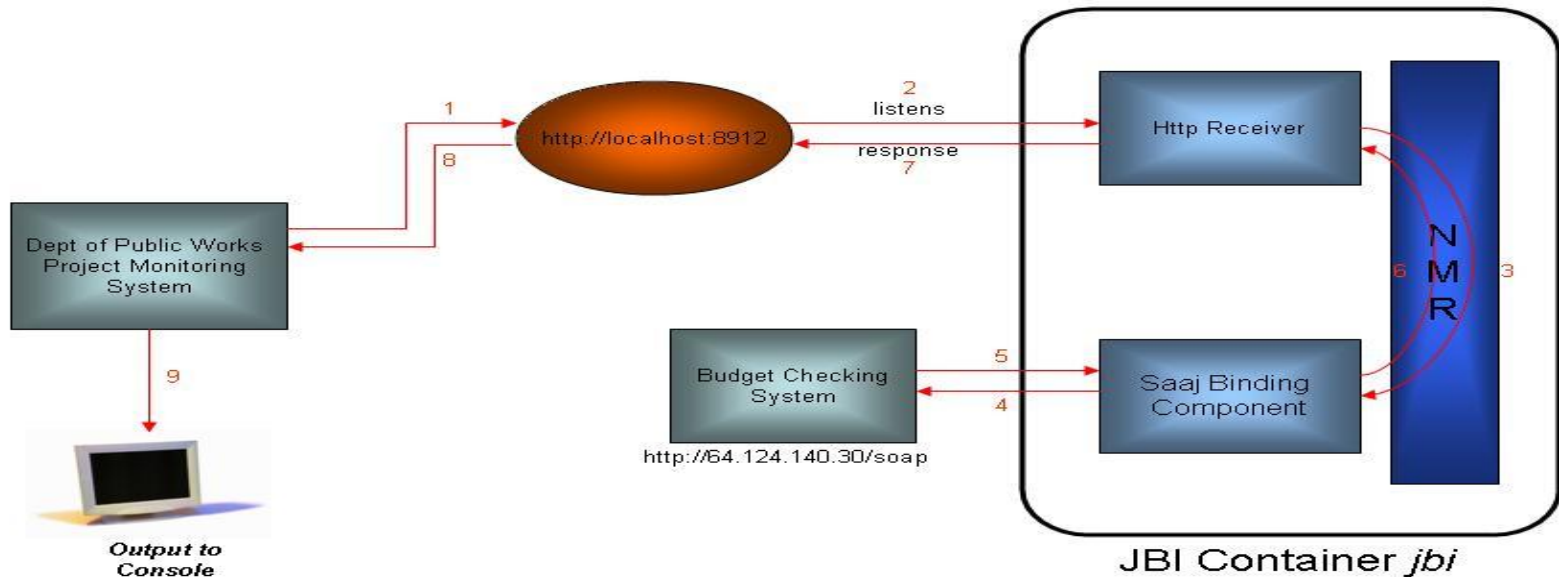 1
2
listens
http://localhost:8912
Http Receiver
8
response
7
Dept of Public Works
Project Monitoring
System
N
M
R
6
3
9
5
Budget Checking
System
4
Saaj Binding
Component
http://64.124.140.30/soap
Output to
Console
JBI Container jbi